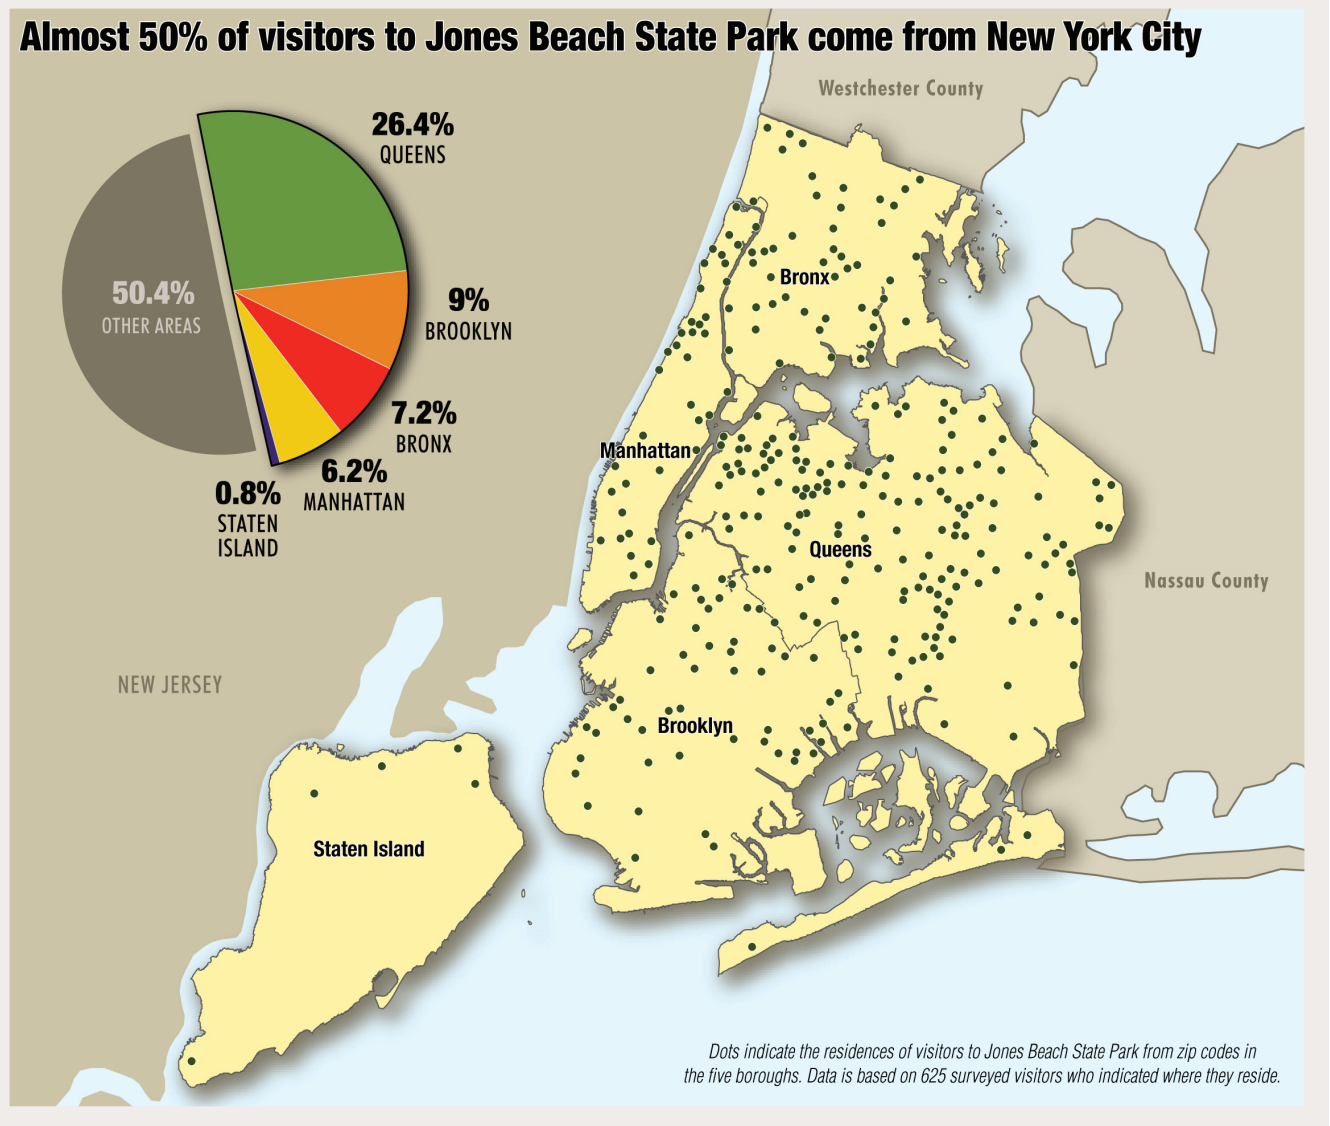 Almost 50% of visitors to Jones Beach State Park come from New York City
Westchester County
26.4%
QUEENS
50.4%
OTHER AREAS
9%
BROOKLYN
7.2%
BRONX
6.2%
MANHATTAN
0.8%
STATEN
ISLAND
Bronx
Manhattan
Queens
Nassau County
NEW JERSEY
Brooklyn
Staten Island
Dots indicate the residences of visitors to Jones Beach State Park from zip codes in
the five boroughs. Data is based on 625 surveyed visitors who indicated where they reside.